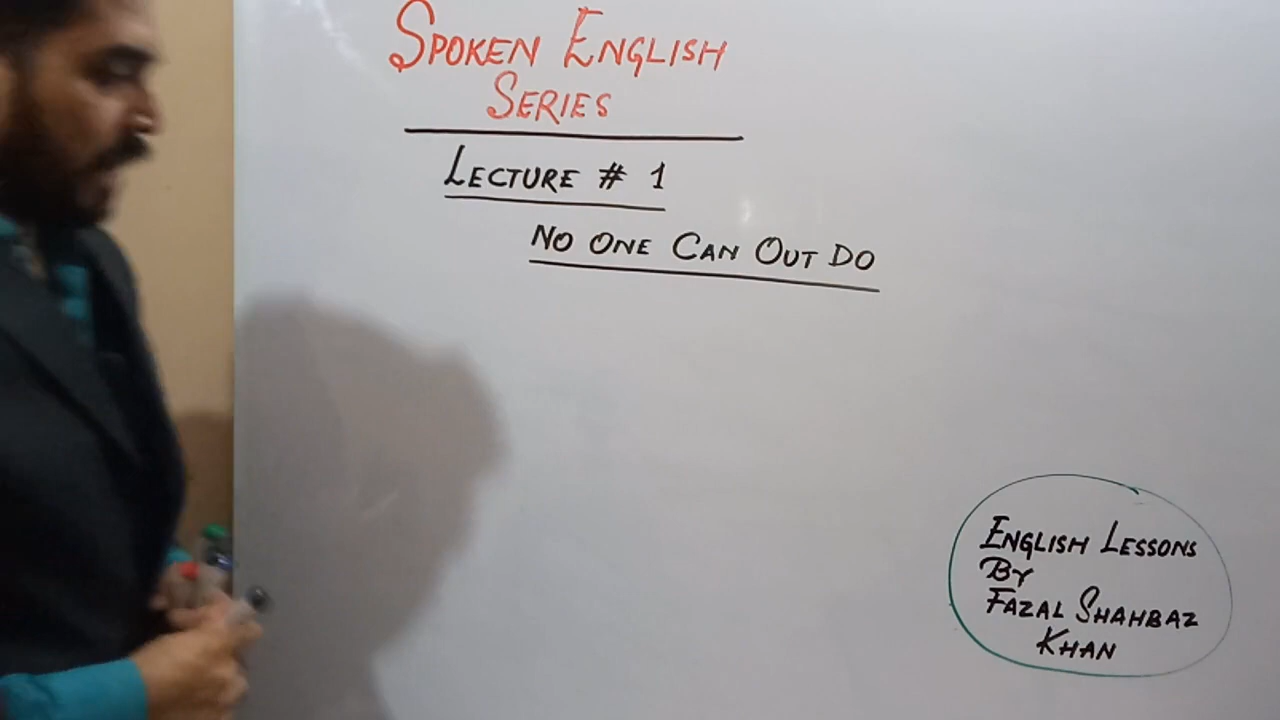 SPOKEN ENGLISH
SERIES
LECTURE # 1
NO ONE CAN OUT DO
ENGLISH LESSONS
BY
FAZAL SHAHBAZ
KHAN